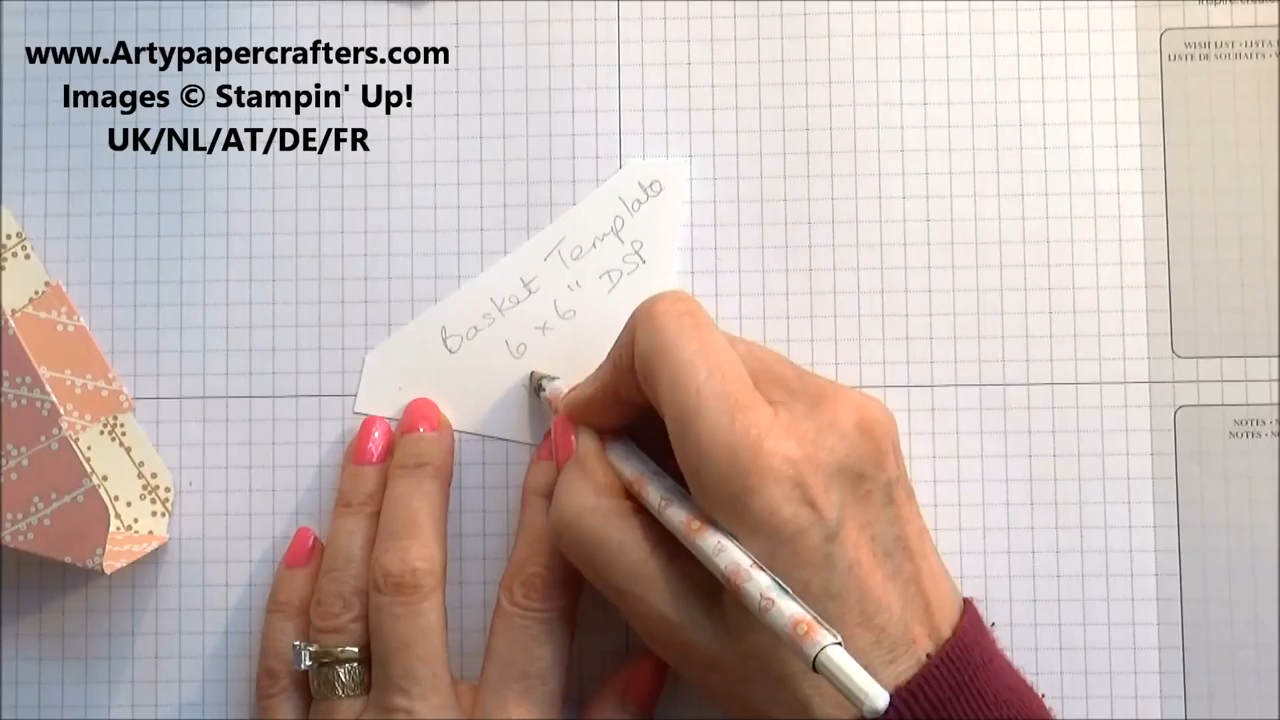 www.Artypapercrafters.com
Images © Stampin' Up!
UK/NL/AT/DE/FR
Basket Template
6 x 6" DSP
WISH LIST • LISTA
LISTE DE SOUHAITS •
NOTES •
NOTES •